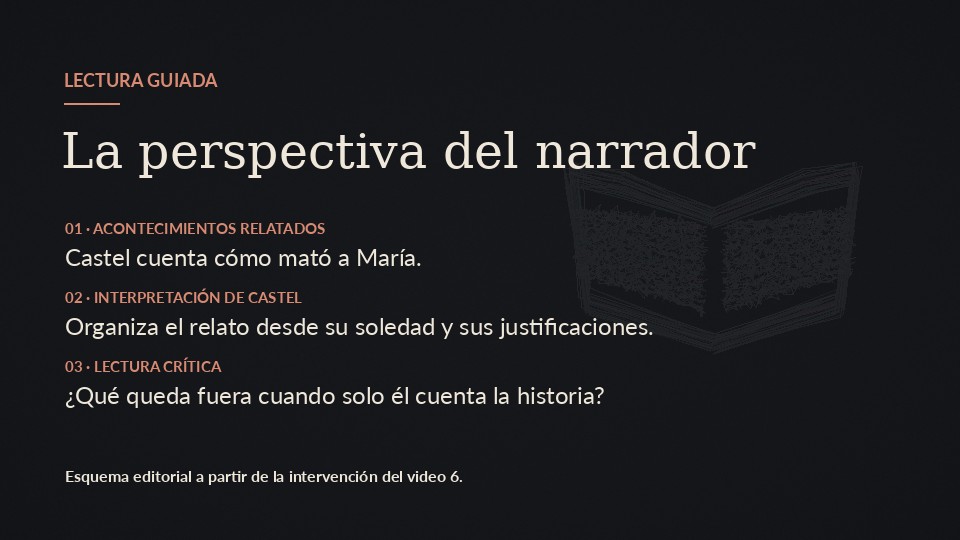 LECTURA GUIADA
La perspectiva del narrador
01 · ACONTECIMIENTOS RELATADOS
Castel cuenta cómo mató a María.
02 · INTERPRETACIÓN DE CASTEL
Organiza el relato desde su soledad y sus justificaciones.
03 · LECTURA CRÍTICA
¿Qué queda fuera cuando solo él cuenta la historia?
Esquema editorial a partir de la intervención del video 6.